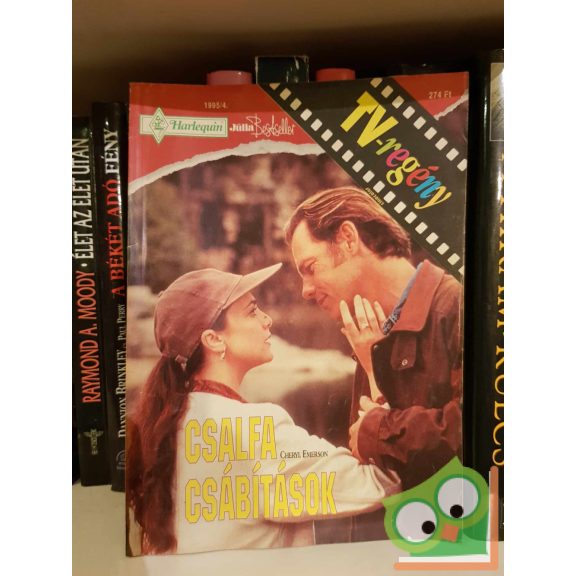 1995/4.
274 Ft
Harlequin
Júlia Bestseller
TV-regény
CSALFA
CHERYL EMERSON
CSÁBÍTÁSOK
RAYMOND A. MOODY • ÉLET AZ ÉLET UTÁN
DANNION BRINKLEY
PAUL PERRY
A BÉKÉT ADÓ FÉNY